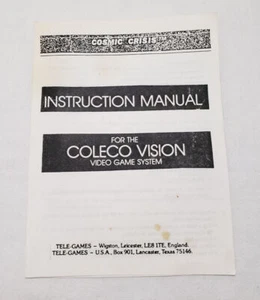 COSMIC CRISIS™
INSTRUCTION MANUAL
FOR THE
COLECO VISION
VIDEO GAME SYSTEM
TELE-GAMES – Wigston, Leicester, LE8 1TE, England.
TELE-GAMES – U.S.A., Box 901, Lancaster, Texas 75146.